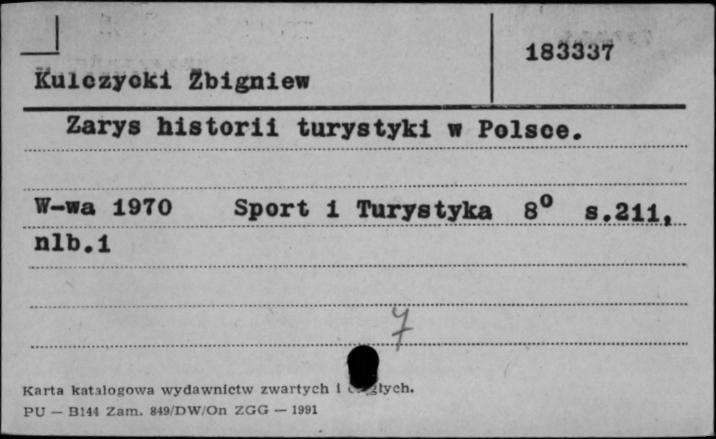 183337
Kulczycki Zbigniew
Zarys historii turystyki w Polsce.
W-wa 1970 Sport i Turystyka 8⁰ s.211,
nlb.1
7
Karta katalogowa wydawnictw zwartych i
PU — B144 Zam. 849/DW/On ZGG — 1991